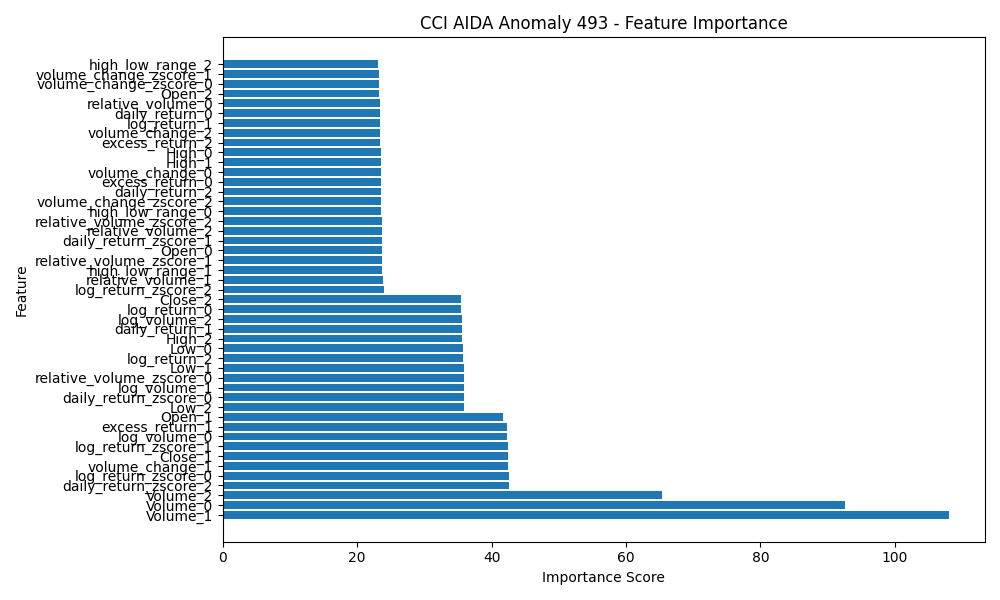 CCI AIDA Anomaly 493 - Feature Importance
high_low_range_2
volume_change_zscore_1
volume_change_zscore_0
Open_2
relative_volume_0
daily_return_0
log_return_1
volume_change_2
excess_return_2
High_0
High_1
volume_change_0
excess_return_0
daily_return_2
volume_change_zscore_2
high_low_range_0
relative_volume_zscore_2
relative_volume_2
daily_return_zscore_1
Open_0
relative_volume_zscore_1
high_low_range_1
relative_volume_1
log_return_zscore_2
Close_2
log_return_0
log_volume_2
daily_return_1
High_2
Low_0
log_return_2
Low_1
relative_volume_zscore_0
log_volume_1
daily_return_zscore_0
Low_2
Open_1
excess_return_1
log_volume_0
log_return_zscore_1
Close_1
volume_change_1
log_return_zscore_0
daily_return_zscore_2
Volume_2
Volume_0
Volume_1
Feature
0 20 40 60 80 100
Importance Score